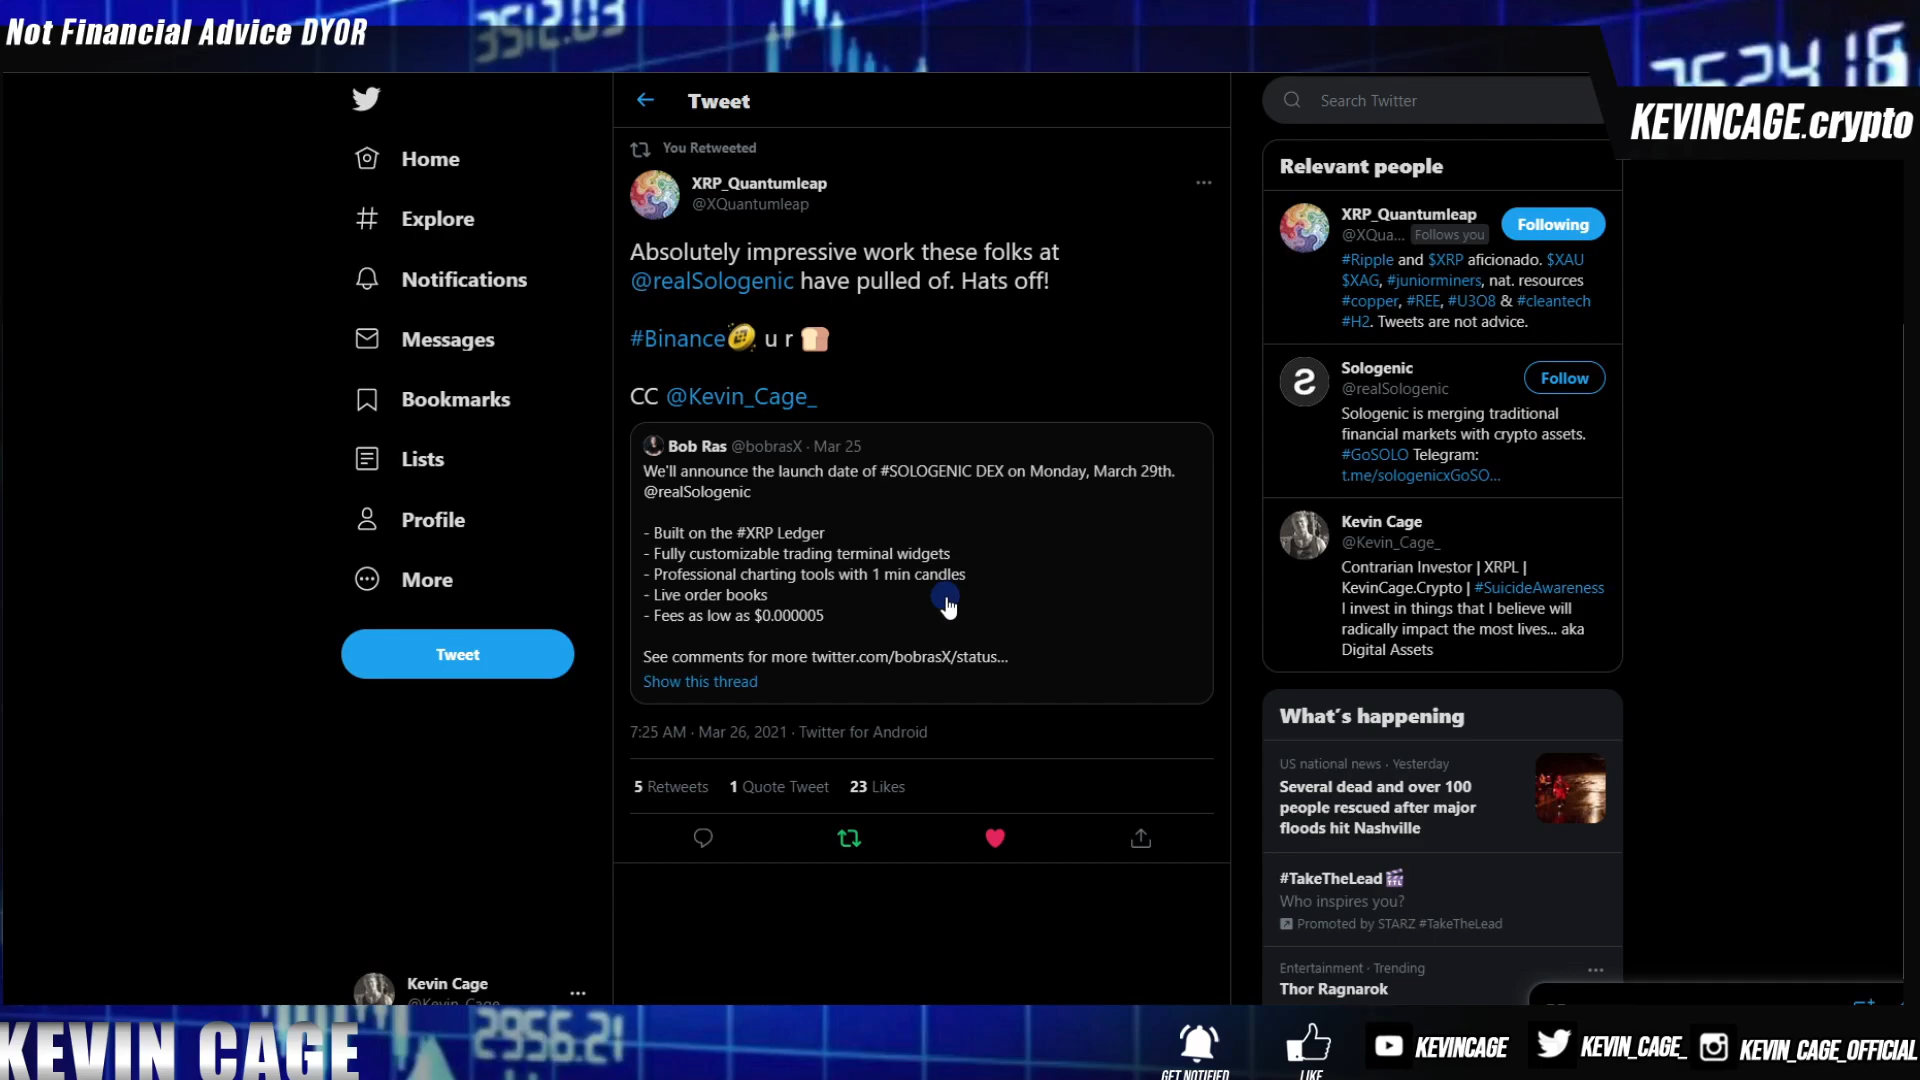 Not Financial Advice DYOR
3512.03
KEVINCAGE.crypto
Home
Explore
Notifications
Messages
Bookmarks
Lists
Profile
More
Tweet
Kevin Cage
@Kevin_Cage_
Tweet
You Retweeted
XRP_Quantumleap
@XQuantumleap
Absolutely impressive work these folks at
@realSologenic have pulled of. Hats off!
#Binance u r
CC @Kevin_Cage_
Bob Ras @bobrasX · Mar 25
We'll announce the launch date of #SOLOGENIC DEX on Monday, March 29th.
@realSologenic
- Built on the #XRP Ledger
- Fully customizable trading terminal widgets
- Professional charting tools with 1 min candles
- Live order books
- Fees as low as $0.000005
See comments for more twitter.com/bobrasX/status...
Show this thread
7:25 AM · Mar 26, 2021 · Twitter for Android
5 Retweets 1 Quote Tweet 23 Likes
Search Twitter
Relevant people
XRP_Quantumleap
@XQua... Follows you
Following
#Ripple and $XRP aficionado. $XAU
$XAG, #juniorminers, nat. resources
#copper, #REE, #U3O8 & #cleantech
#H2. Tweets are not advice.
Sologenic
@realSologenic
Follow
Sologenic is merging traditional
financial markets with crypto assets.
#GoSOLO Telegram:
t.me/sologenicxGoSO...
Kevin Cage
@Kevin_Cage_
Contrarian Investor | XRPL |
KevinCage.Crypto | #SuicideAwareness
I invest in things that I believe will
radically impact the most lives... aka
Digital Assets
What's happening
US national news · Yesterday
Several dead and over 100
people rescued after major
floods hit Nashville
#TakeTheLead
Who inspires you?
Promoted by STARZ #TakeTheLead
Entertainment · Trending
Thor Ragnarok
KEVIN CAGE
2956.21
GET NOTIFIED
LIKE
KEVINCAGE
KEVIN_CAGE_
KEVIN_CAGE_OFFICIAL